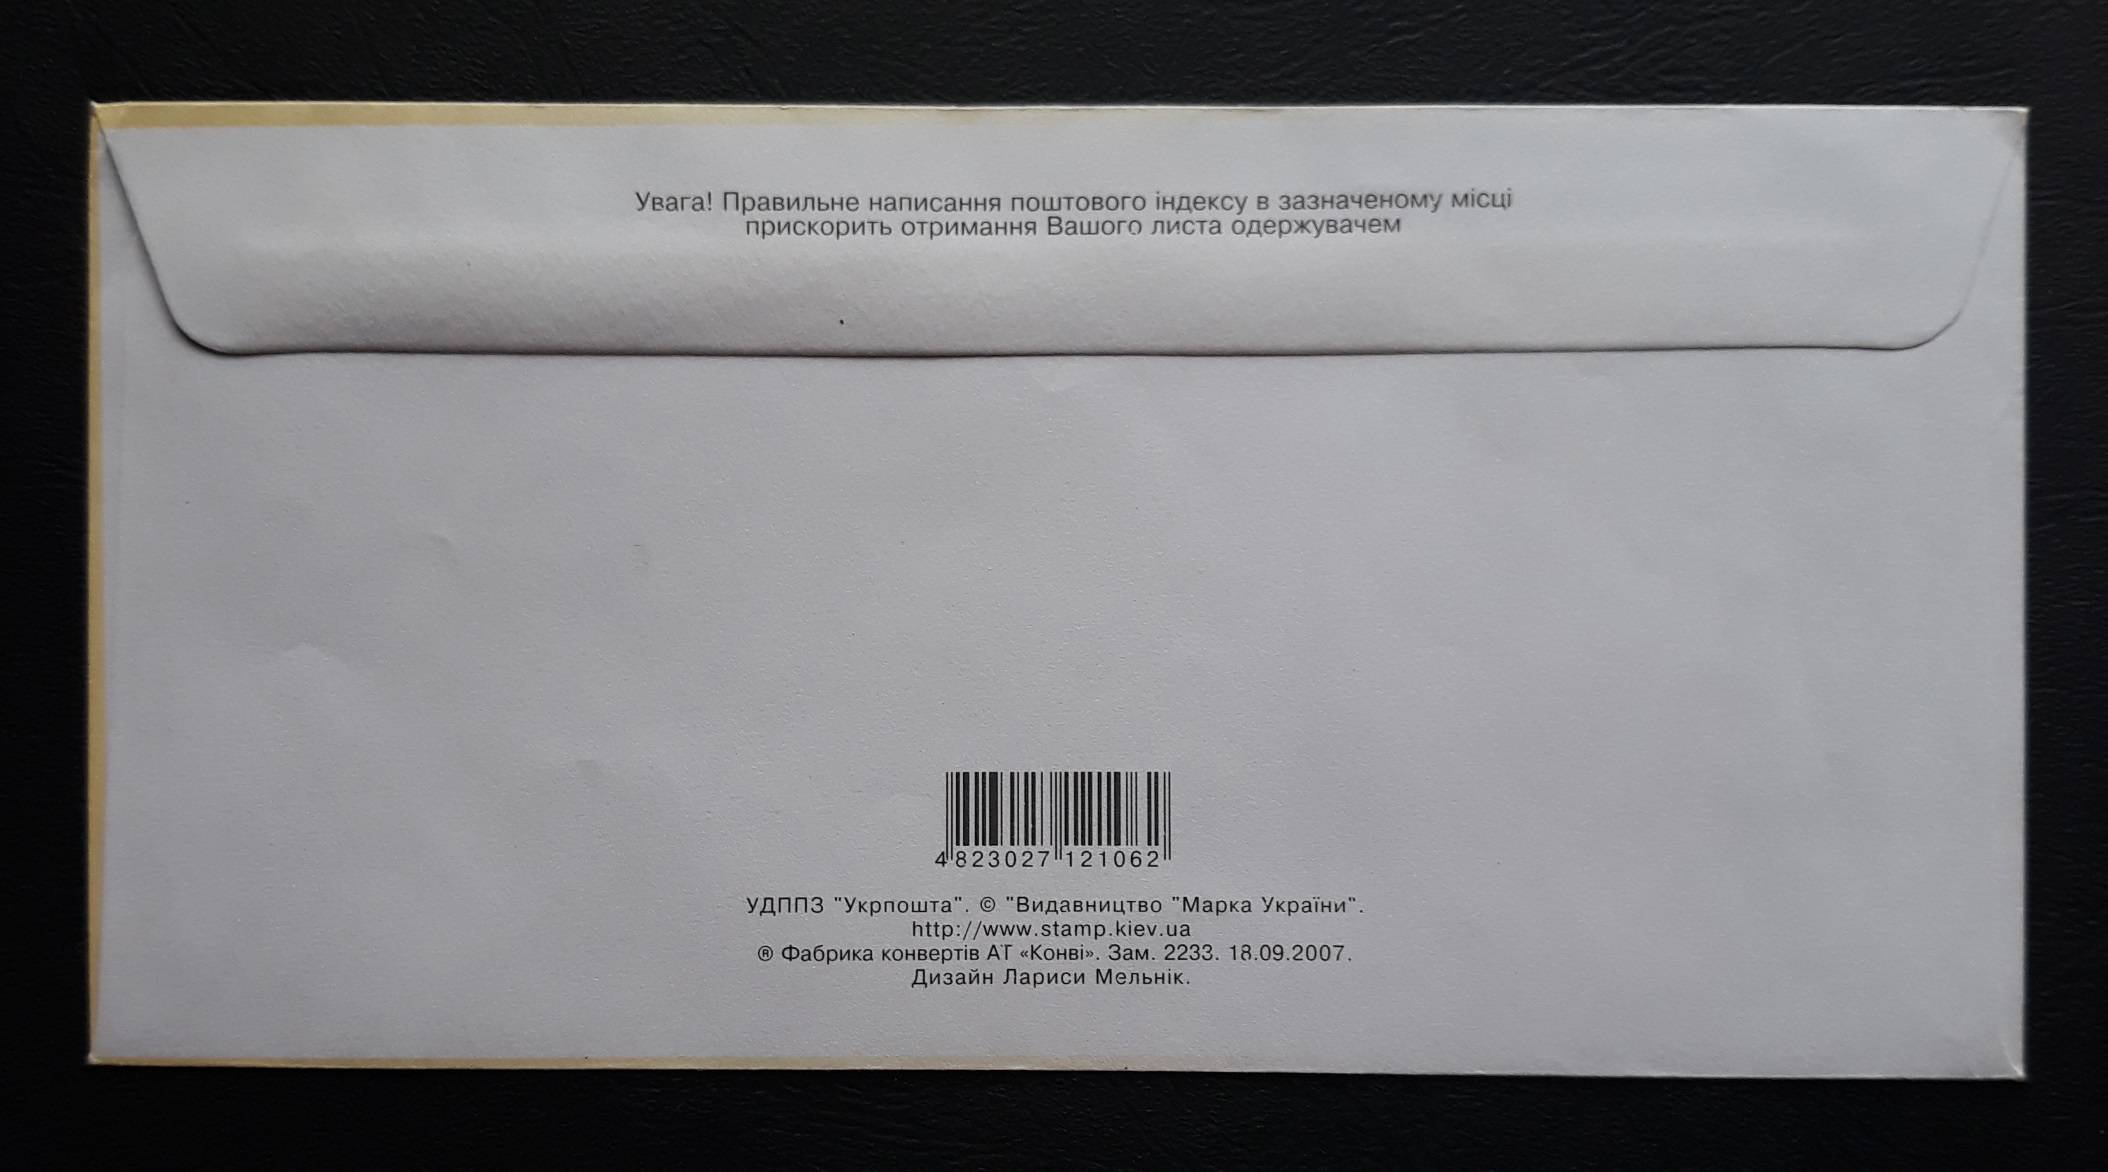 Увага! Правильне написання поштового індексу в зазначеному місці
прискорить отримання Вашого листа одержувачем
4 823027 121062
УДППЗ "Укрпошта". © "Видавництво "Марка України".
http://www.stamp.kiev.ua
® Фабрика конвертів АТ «Конві». Зам. 2233. 18.09.2007.
Дизайн Лариси Мельнік.